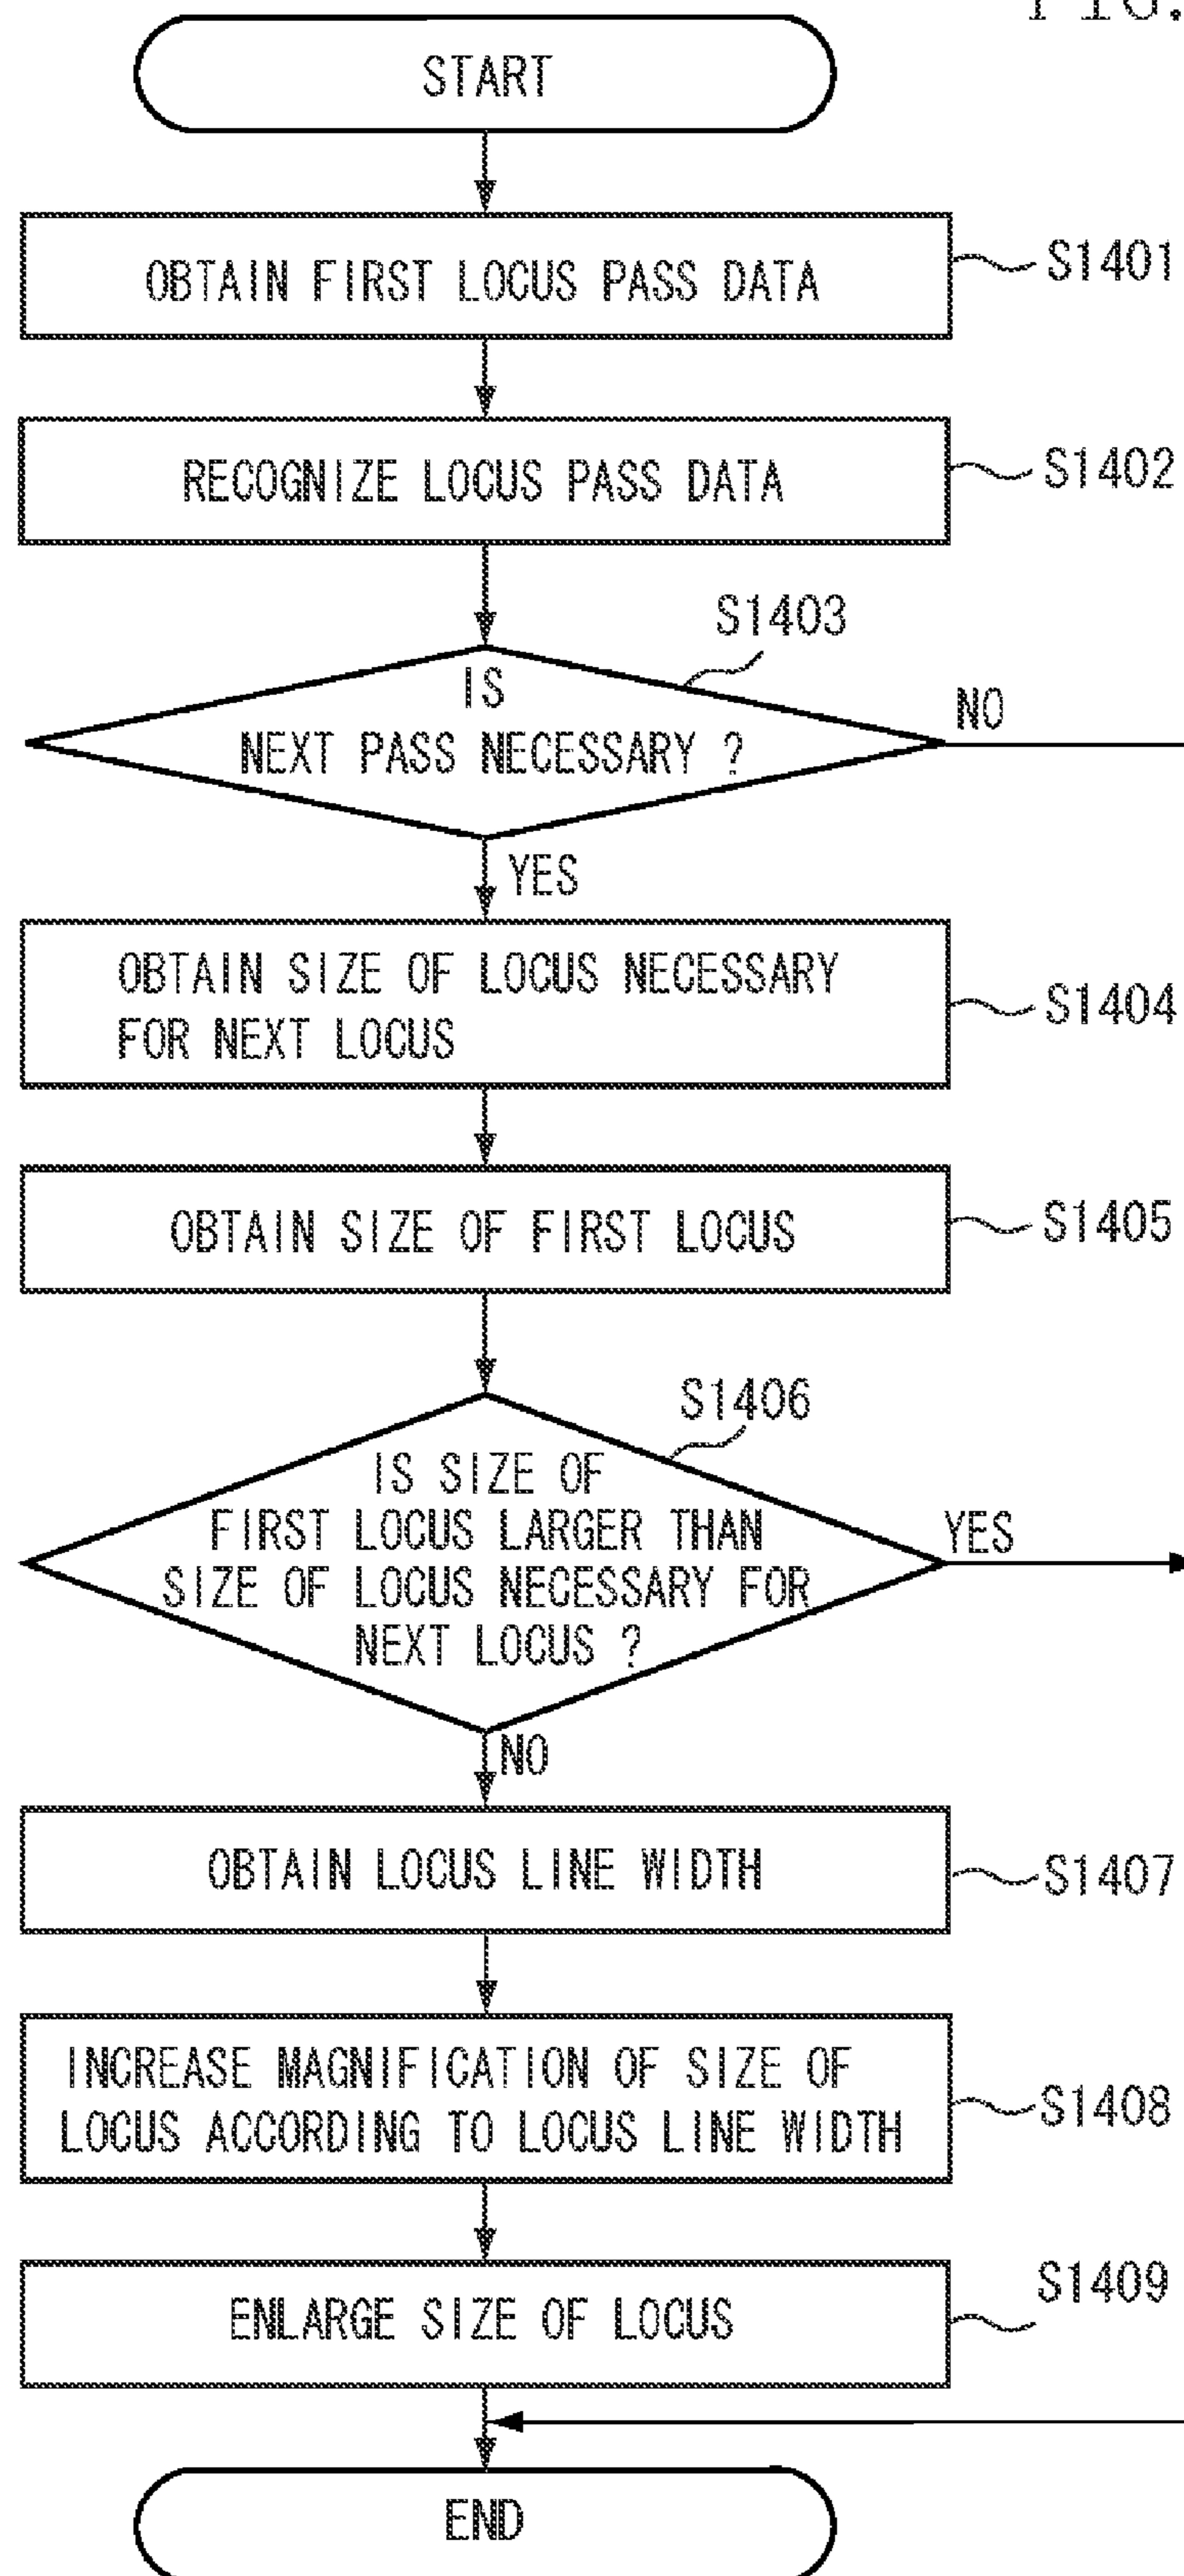 FIG.
START
OBTAIN FIRST LOCUS PASS DATA
S1401
RECOGNIZE LOCUS PASS DATA
S1402
S1403
IS
NEXT PASS NECESSARY ?
NO
YES
OBTAIN SIZE OF LOCUS NECESSARY
FOR NEXT LOCUS
S1404
OBTAIN SIZE OF FIRST LOCUS
S1405
S1406
IS SIZE OF
FIRST LOCUS LARGER THAN
SIZE OF LOCUS NECESSARY FOR
NEXT LOCUS ?
YES
NO
OBTAIN LOCUS LINE WIDTH
S1407
INCREASE MAGNIFICATION OF SIZE OF
LOCUS ACCORDING TO LOCUS LINE WIDTH
S1408
ENLARGE SIZE OF LOCUS
S1409
END